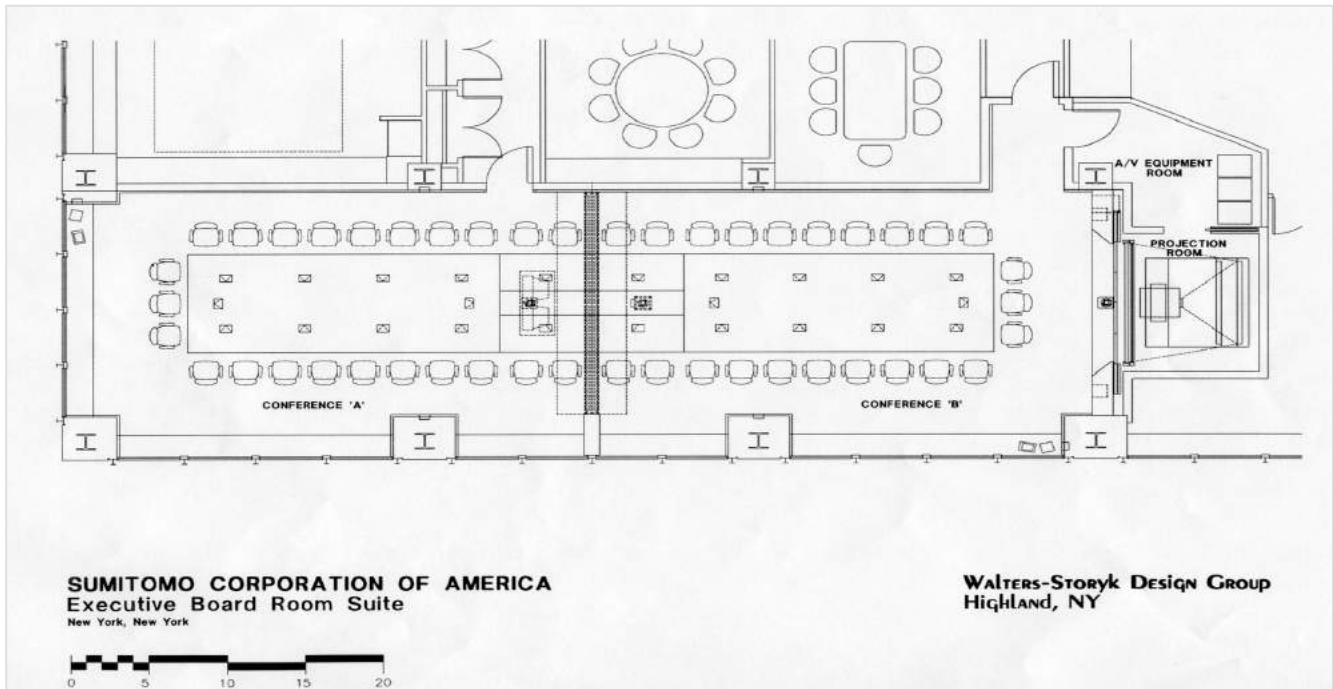 A/V EQUIPMENT
ROOM
PROJECTION
ROOM
CONFERENCE 'A'
CONFERENCE 'B'
SUMITOMO CORPORATION OF AMERICA
Executive Board Room Suite
New York, New York
Walters-Storyk Design Group
Highland, NY
0 5 10 15 20